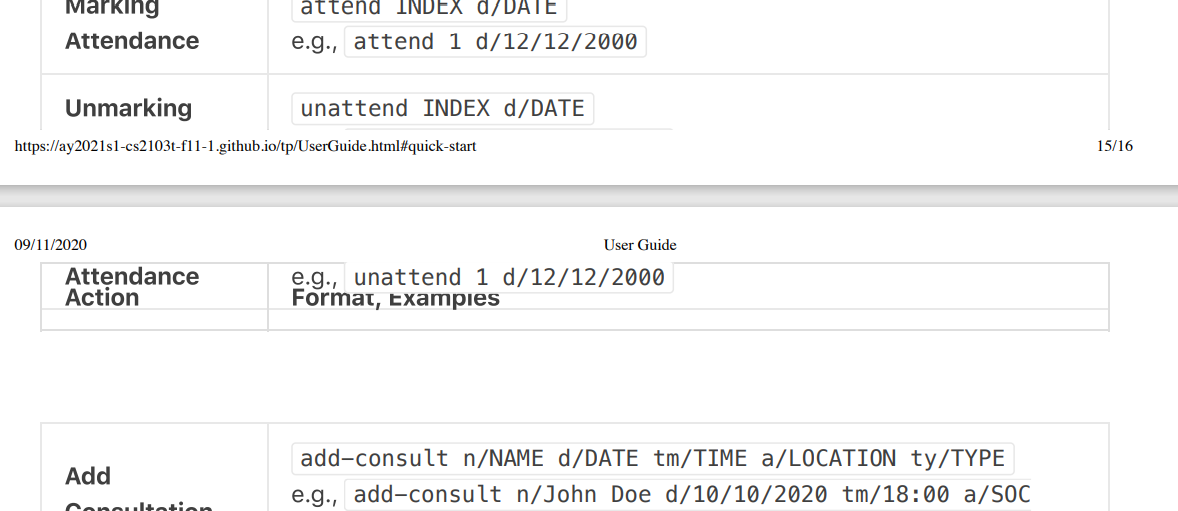 Marking
attend INDEX d/DATE
Attendance
e.g., attend 1 d/12/12/2000
Unmarking
unattend INDEX d/DATE
https://ay2021s1-cs2103t-f11-1.github.io/tp/UserGuide.html#quick-start
15/16
09/11/2020
User Guide
Attendance
e.g., unattend 1 d/12/12/2000
Action
Format, Examples
add-consult n/NAME d/DATE tm/TIME a/LOCATION ty/TYPE
Add
e.g., add-consult n/John Doe d/10/10/2020 tm/18:00 a/SOC
Consultation